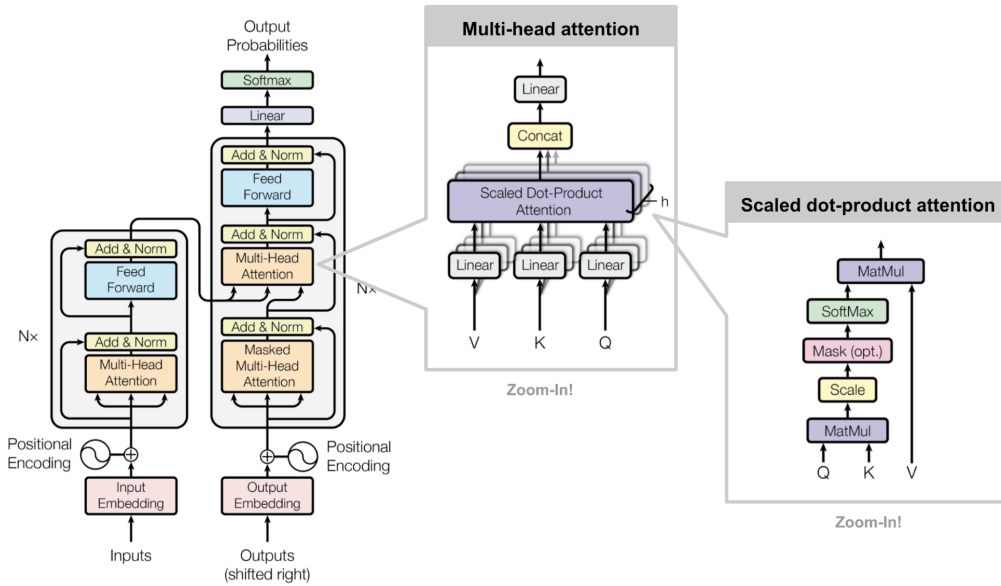 Output
Probabilities
Softmax
Linear
Add & Norm
Feed
Forward
Add & Norm
Multi-Head
Attention
Nx
Add & Norm
Masked
Multi-Head
Attention
Positional
Encoding
Output
Embedding
Outputs
(shifted right)
Add & Norm
Feed
Forward
N×
Add & Norm
Multi-Head
Attention
Positional
Encoding
Input
Embedding
Inputs
Multi-head attention
Linear
Concat
Scaled Dot-Product
Attention
h
Linear
Linear
Linear
V
K
Q
Zoom-In!
Scaled dot-product attention
MatMul
SoftMax
Mask (opt.)
Scale
MatMul
Q
K
V
Zoom-In!